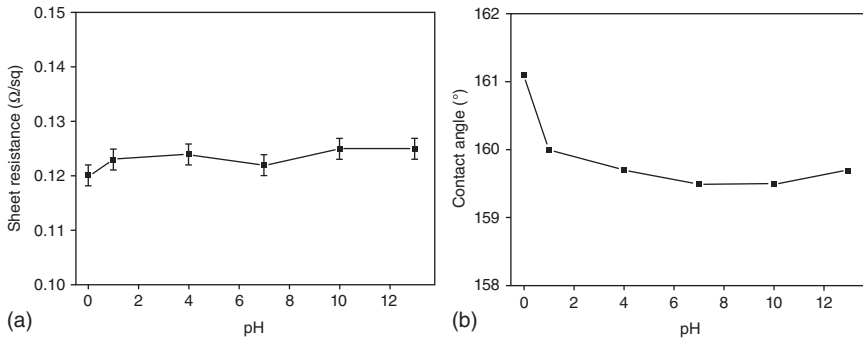 0.15
0.14
0.13
0.12
0.11
0.10
Sheet resistance (Ω/sq)
0 2 4 6 8 10 12
pH
(a)
162
161
160
159
158
Contact angle (°)
0 2 4 6 8 10 12
pH
(b)